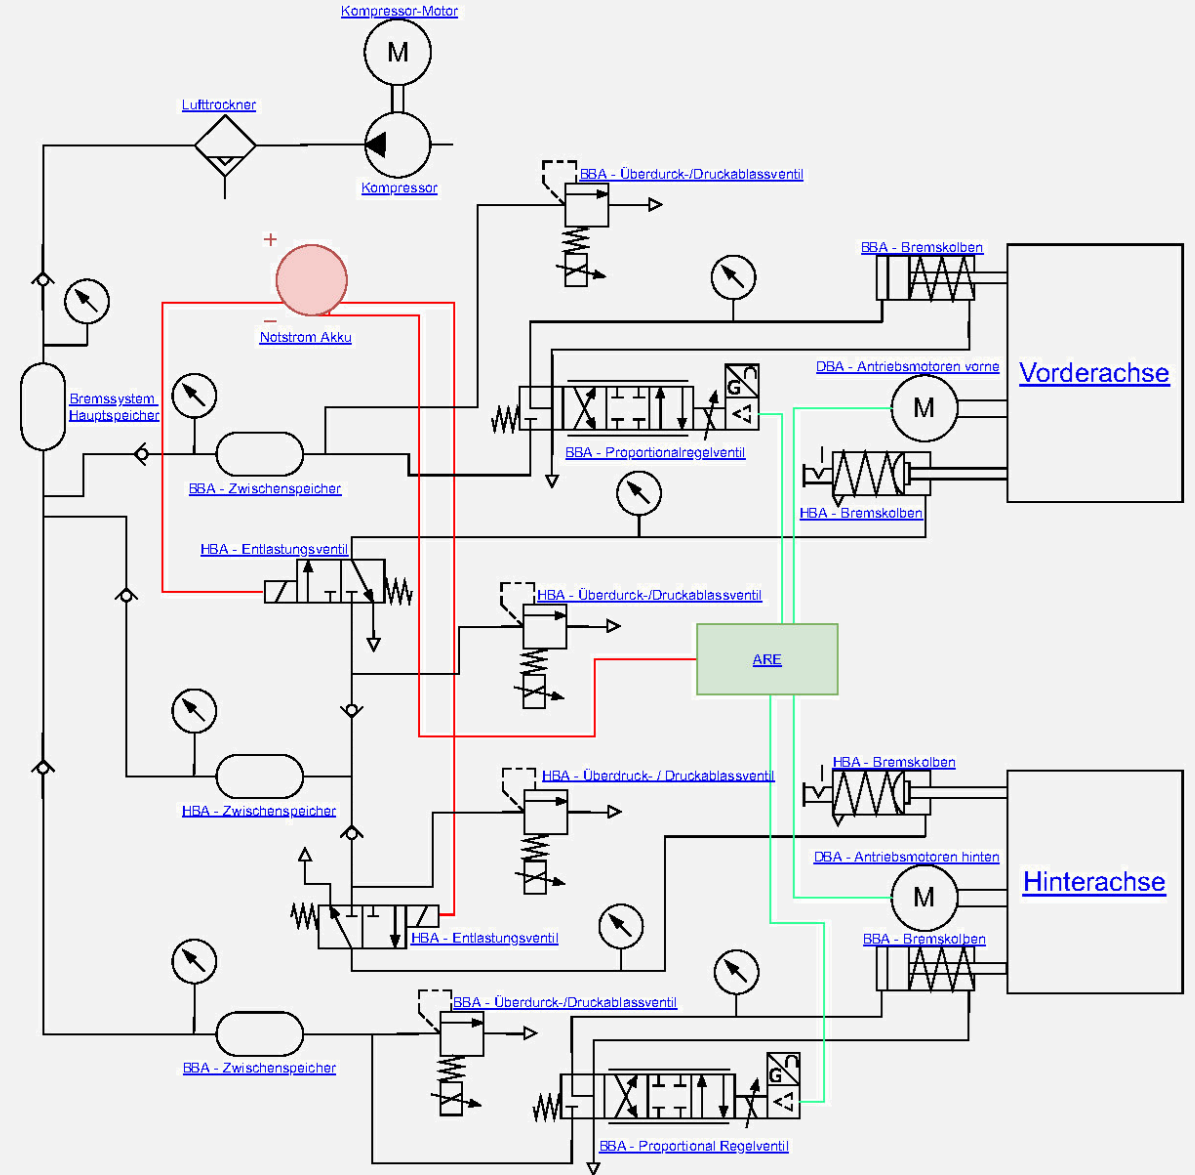 Kompressor-Motor
M
Lufttrockner
Kompressor
BBA - Überdurck-/Druckablassventil
+
BBA - Bremskolben
–
Notstrom Akku
DBA - Antriebsmotoren vorne
Vorderachse
G
M
Bremssystem
Hauptspeicher
BBA - Proportionalregelventil
BBA - Zwischenspeicher
HBA - Bremskolben
HBA - Entlastungsventil
HBA - Überdurck-/Druckablassventil
ARE
HBA - Bremskolben
HBA - Überdruck- / Druckablassventil
HBA - Zwischenspeicher
DBA - Antriebsmotoren hinten
Hinterachse
M
HBA - Entlastungsventil
BBA - Bremskolben
BBA - Überdurck-/Druckablassventil
BBA - Zwischenspeicher
G
BBA - Proportional Regelventil